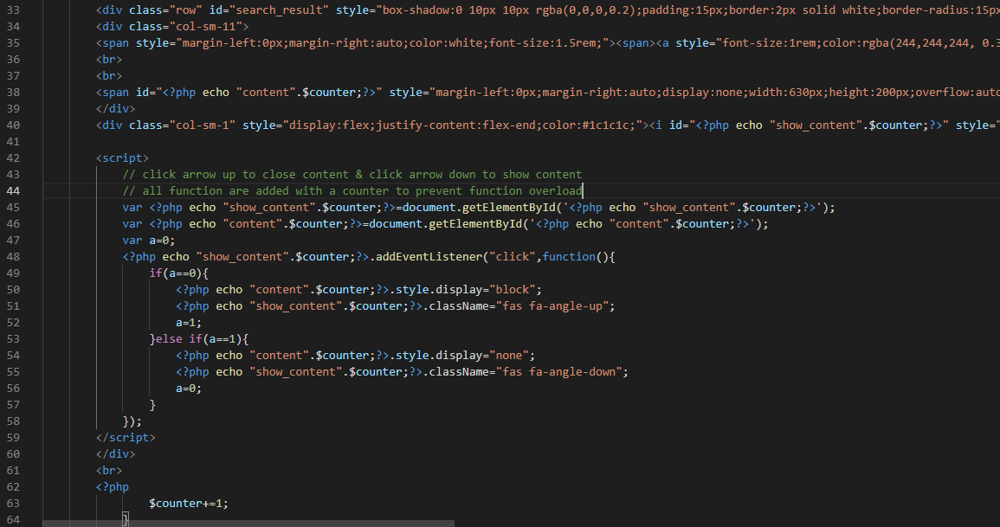 33 <div class="row" id="search_result" style="box-shadow:0 10px 10px rgba(0,0,0,0.2);padding:15px;border:2px solid white;border-radius:15px
34 <div class="col-sm-11">
35 <span style="margin-left:0px;margin-right:auto;color:white;font-size:1.5rem;"><span><a style="font-size:1rem;color:rgba(244,244,244, 0.3
36 <br>
37 <br>
38 <span id="<?php echo "content".$counter;?>" style="margin-left:0px;margin-right:auto;display:none;width:630px;height:200px;overflow:auto
39 </div>
40 <div class="col-sm-1" style="display:flex;justify-content:flex-end;color:#1c1c1c;"><i id="<?php echo "show_content".$counter;?>" style="
41
42 <script>
43 // click arrow up to close content & click arrow down to show content
44 // all function are added with a counter to prevent function overload
45 var <?php echo "show_content".$counter;?>=document.getElementById('<?php echo "show_content".$counter;?>');
46 var <?php echo "content".$counter;?>=document.getElementById('<?php echo "content".$counter;?>');
47 var a=0;
48 <?php echo "show_content".$counter;?>.addEventListener("click",function(){
49 if(a==0){
50 <?php echo "content".$counter;?>.style.display="block";
51 <?php echo "show_content".$counter;?>.className="fas fa-angle-up";
52 a=1;
53 }else if(a==1){
54 <?php echo "content".$counter;?>.style.display="none";
55 <?php echo "show_content".$counter;?>.className="fas fa-angle-down";
56 a=0;
57 }
58 });
59 </script>
60 </div>
61 <br>
62 <?php
63 $counter+=1;
64 }